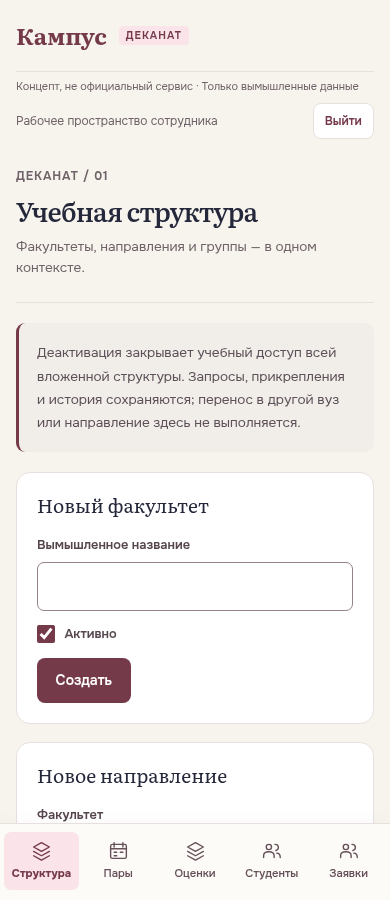 Кампус
ДЕКАНАТ
Концепт, не официальный сервис · Только вымышленные данные
Рабочее пространство сотрудника
Выйти
ДЕКАНАТ / 01
Учебная структура
Факультеты, направления и группы — в одном
контексте.
Деактивация закрывает учебный доступ всей
вложенной структуры. Запросы, прикрепления
и история сохраняются; перенос в другой вуз
или направление здесь не выполняется.
Новый факультет
Вымышленное название
Активно
Создать
Новое направление
Факультет
Структура
Пары
Оценки
Студенты
Заявки